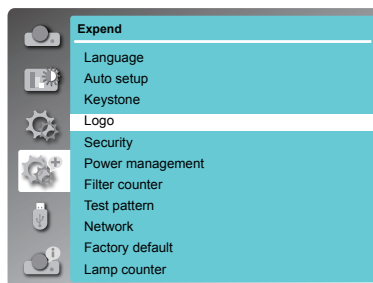 Expend
Language
Auto setup
Keystone
Logo
Security
Power management
Filter counter
Test pattern
Network
Factory default
Lamp counter